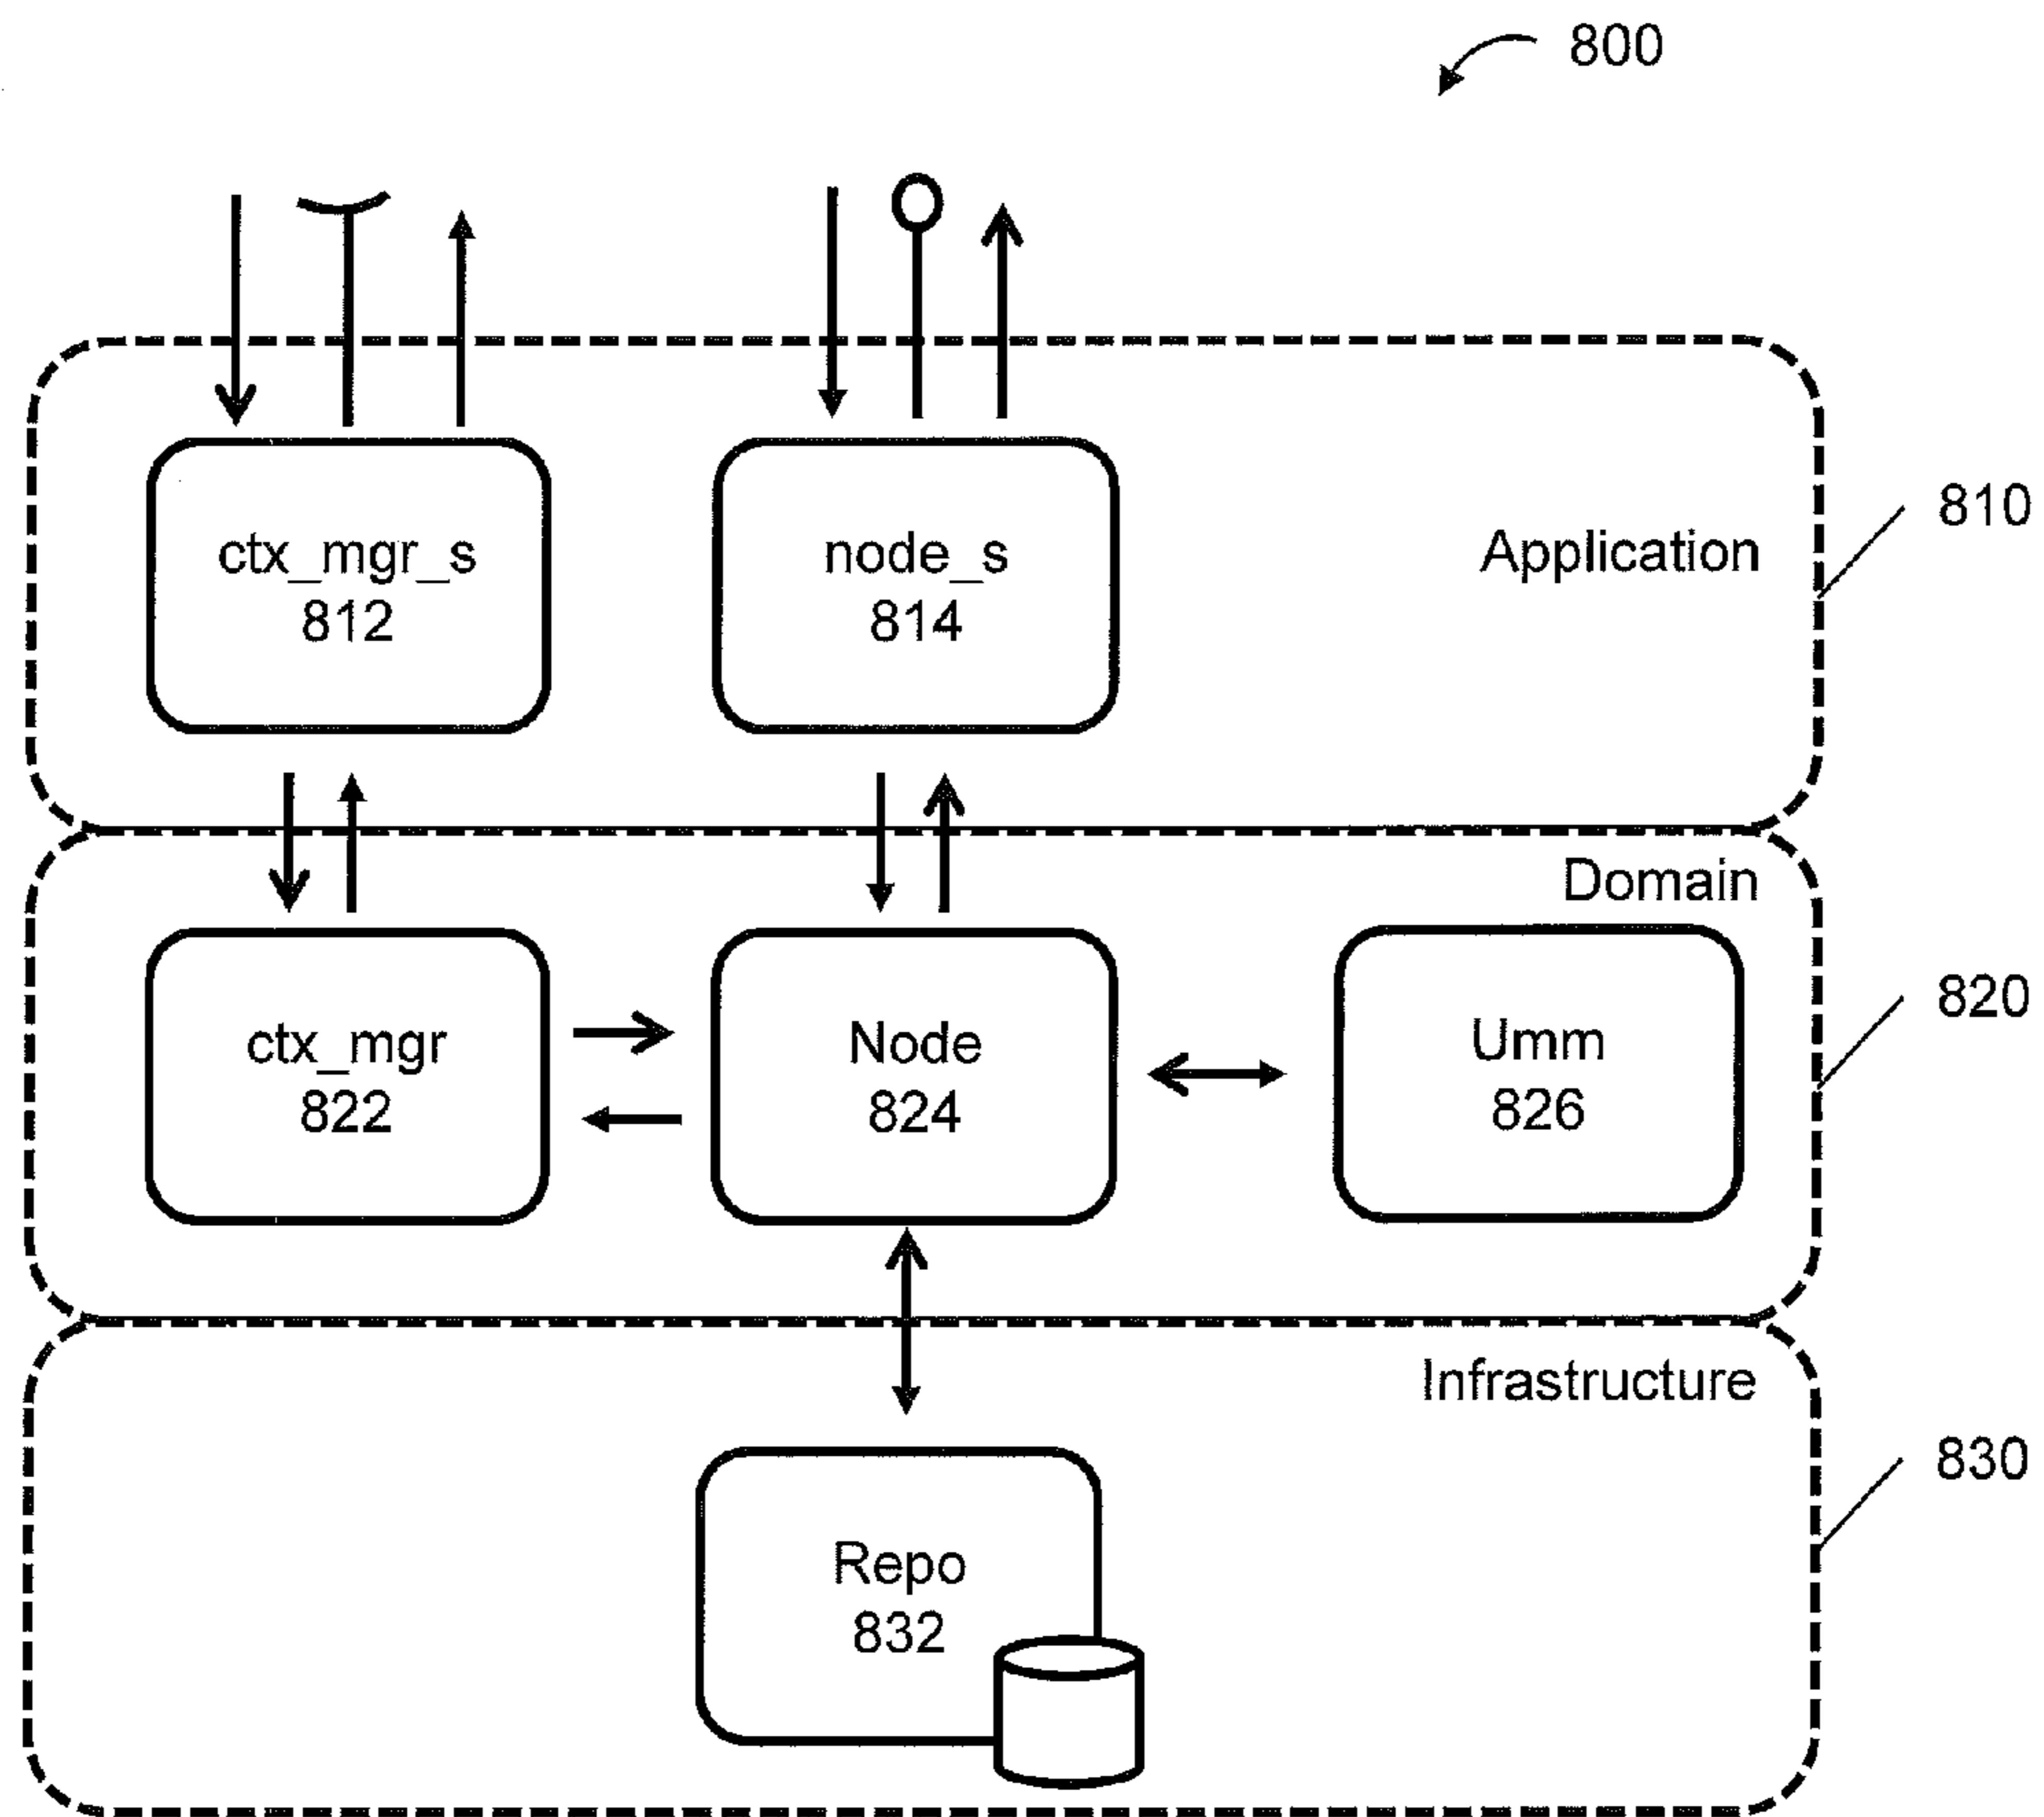 800
ctx_mgr_s
812
node_s
814
Application
810
Domain
ctx_mgr
822
Node
824
Umm
826
820
Infrastructure
830
Repo
832